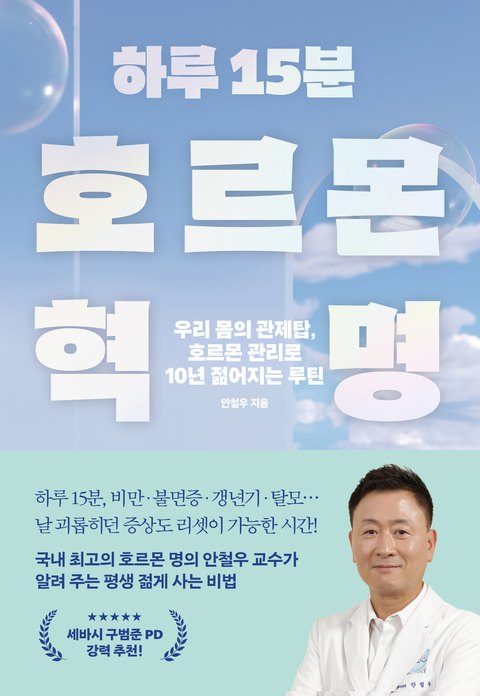 하루 15분
호르몬
혁명
우리 몸의 관제탑,
호르몬 관리로
10년 젊어지는 루틴
안철우 지음
하루 15분, 비만·불면증·갱년기·탈모…
날 괴롭히던 증상도 리셋이 가능한 시간!
국내 최고의 호르몬 명의 안철우 교수가
알려 주는 평생 젊게 사는 비법
★★★★★
세바시 구범준 PD
강력 추천!
안철우